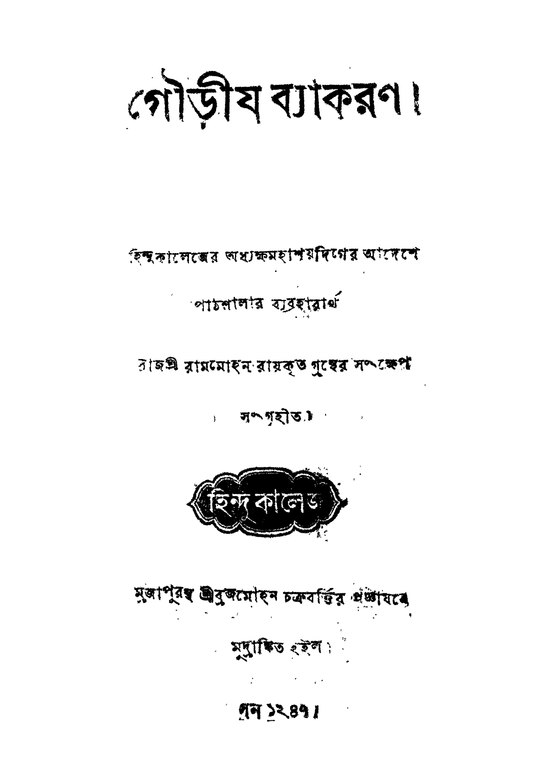 গৌড়ীয ব্যাকরণ।
হিন্দুকালেজের অধ্যক্ষমহাশয়দিগের আদেশে
পাঠশালার ব্যবহারার্থ
রাজশ্রী রামমোহন রায়কৃত গ্রন্থের সংক্ষেপ
সংগৃহীত।
হিন্দু কালেজ
মৃজাপুরস্থ শ্রীব্রজমোহন চক্রবর্ত্তির প্রজ্ঞাযন্ত্রে
মুদ্রাঙ্কিত হইল।
সন ১২৪৭।